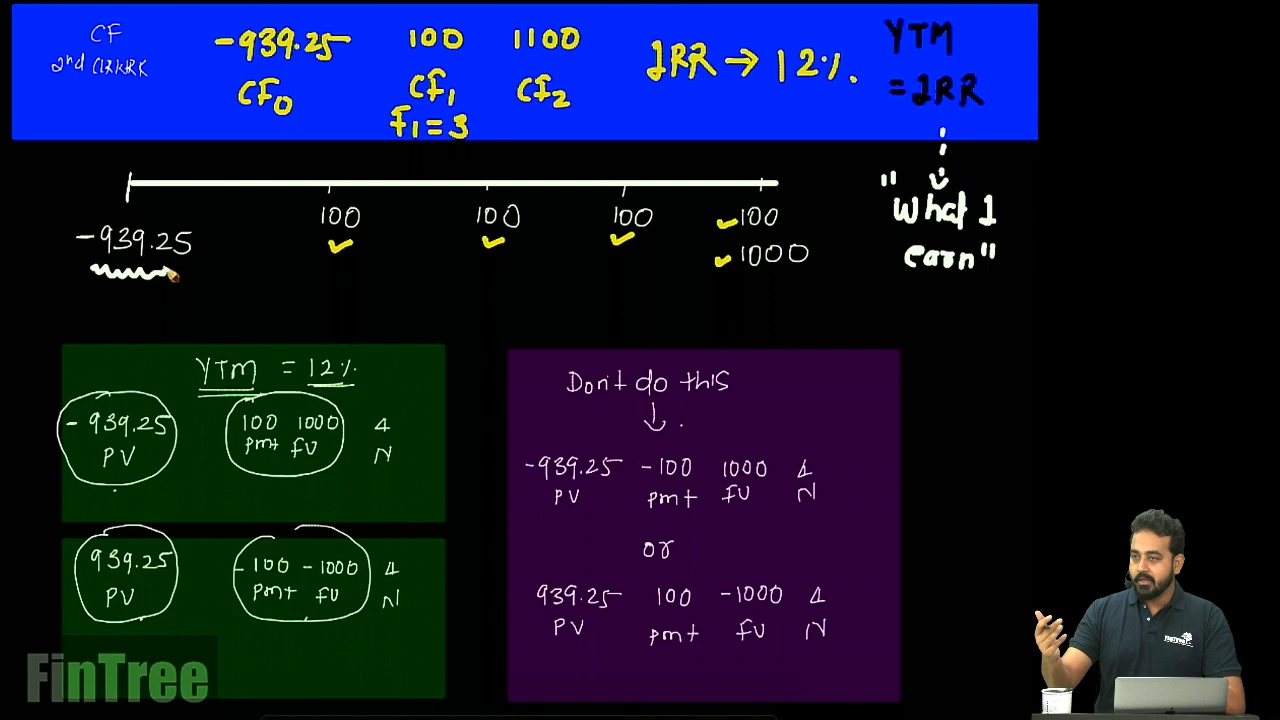 CF
2nd CLR WRK
-939.25 100 1100
CF0 CF1 CF2
F1 = 3
IRR → 12%.
YTM
= IRR
"What I
earn"
100 100 100 100
-939.25 1000
YTM = 12%
-939.25 100 1000 4
PV pmt FV N
939.25 -100 -1000 4
PV pmt FV N
Don't do this
-939.25 -100 1000 4
PV pmt FV N
or
939.25 100 -1000 4
PV pmt FV N
FinTree